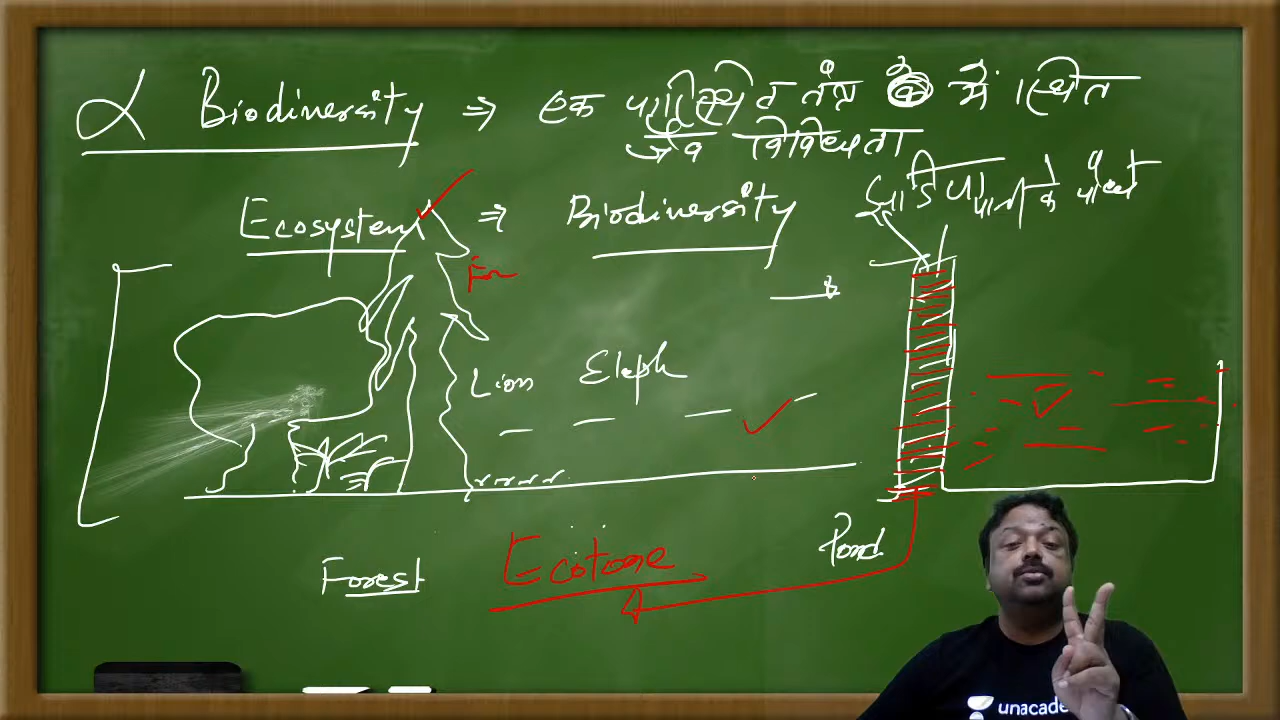 α Biodiversity ⇒ एक पारिस्थितिक तंत्र में स्थित
जैव विविधता
Ecosystem ⇒ Biodiversity
पानी के पौधे
Lion Eleph
Pond
Forest
Ecotone
unacade